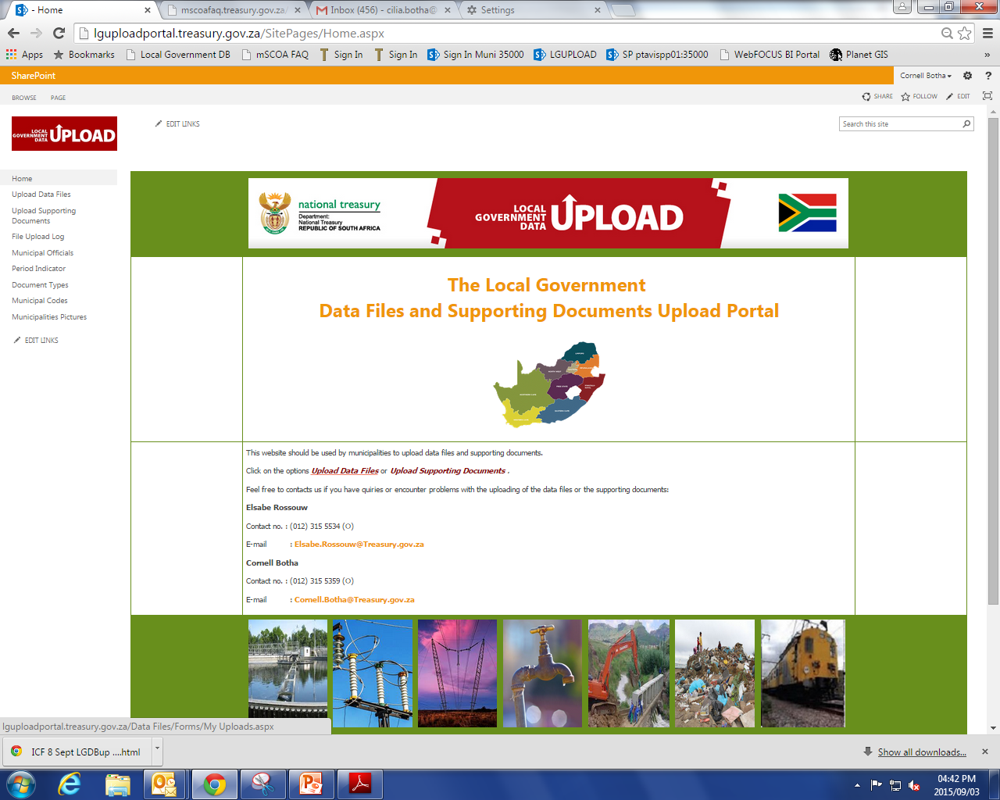 - Home
mscoafaq.treasury.gov.za/
Inbox (456) - cilia.botha@
Settings
lguploadportal.treasury.gov.za/SitePages/Home.aspx
Apps
Bookmarks
Local Government DB
mSCOA FAQ
Sign In
Sign In
Sign In Muni 35000
LGUPLOAD
SP ptavispp01:35000
WebFOCUS BI Portal
Planet GIS
»
SharePoint
Cornell Botha
?
BROWSE
PAGE
SHARE
FOLLOW
EDIT
LOCAL GOVERNMENT DATA UPLOAD
EDIT LINKS
Search this site
Home
Upload Data Files
Upload Supporting
Documents
File Upload Log
Municipal Officials
Period Indicator
Document Types
Municipal Codes
Municipalities Pictures
EDIT LINKS
national treasury
Department:
National Treasury
REPUBLIC OF SOUTH AFRICA
LOCAL
GOVERNMENT
DATA
UPLOAD
The Local Government
Data Files and Supporting Documents Upload Portal
This website should be used by municipalities to upload data files and supporting documents.
Click on the options Upload Data Files or Upload Supporting Documents .
Feel free to contacts us if you have quiries or encounter problems with the uploading of the data files or the supporting documents:
Elsabe Rossouw
Contact no. : (012) 315 5534 (O)
E-mail : Elsabe.Rossouw@Treasury.gov.za
Cornell Botha
Contact no. : (012) 315 5359 (O)
E-mail : Cornell.Botha@Treasury.gov.za
lguploadportal.treasury.gov.za/Data Files/Forms/My Uploads.aspx
ICF 8 Sept LGDBup ....html
Show all downloads...
04:42 PM
2015/09/03